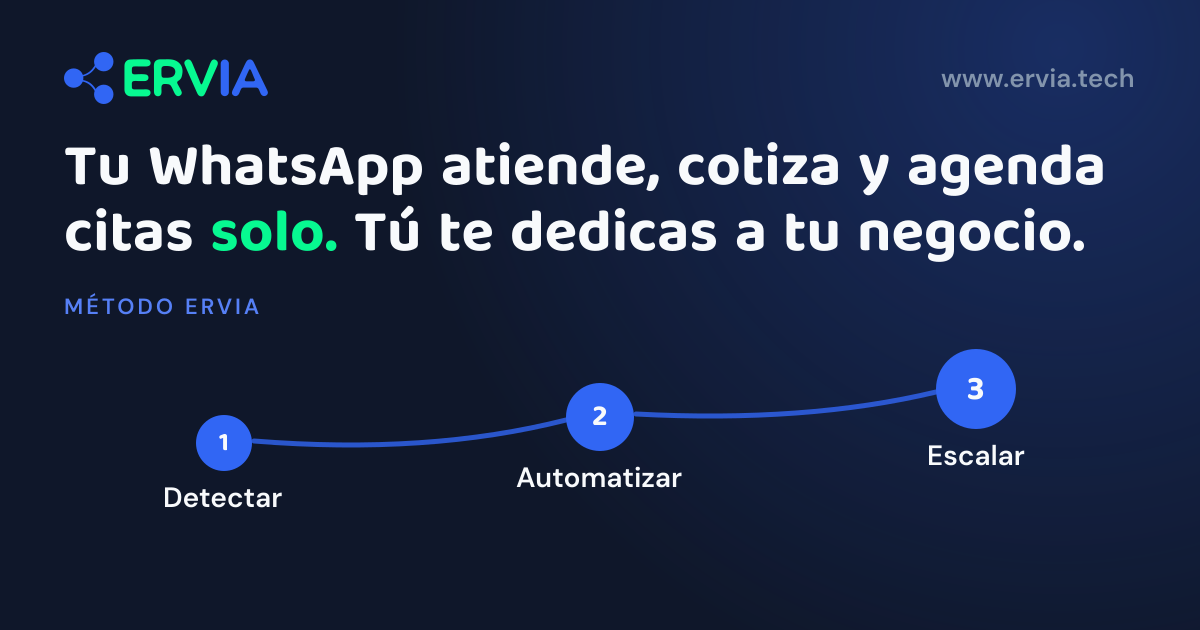 ERVIA
www.ervia.tech
Tu WhatsApp atiende, cotiza y agenda
citas solo. Tú te dedicas a tu negocio.
MÉTODO ERVIA
1
Detectar
2
Automatizar
3
Escalar